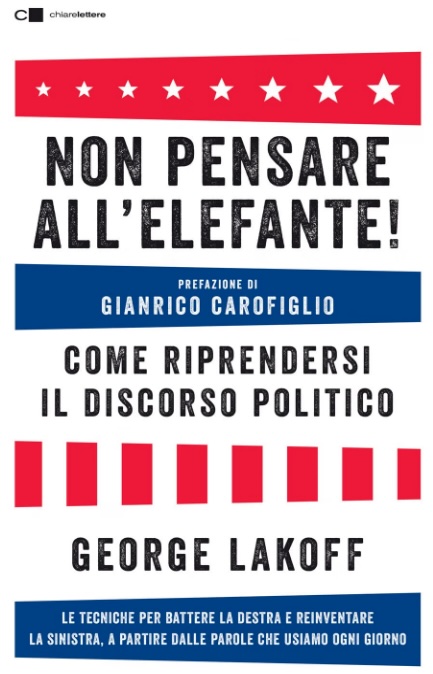 chiarelettere
NON PENSARE
ALL'ELEFANTE!
PREFAZIONE DI
GIANRICO CAROFIGLIO
COME RIPRENDERSI
IL DISCORSO POLITICO
GEORGE LAKOFF
LE TECNICHE PER BATTERE LA DESTRA E REINVENTARE
LA SINISTRA, A PARTIRE DALLE PAROLE CHE USIAMO OGNI GIORNO